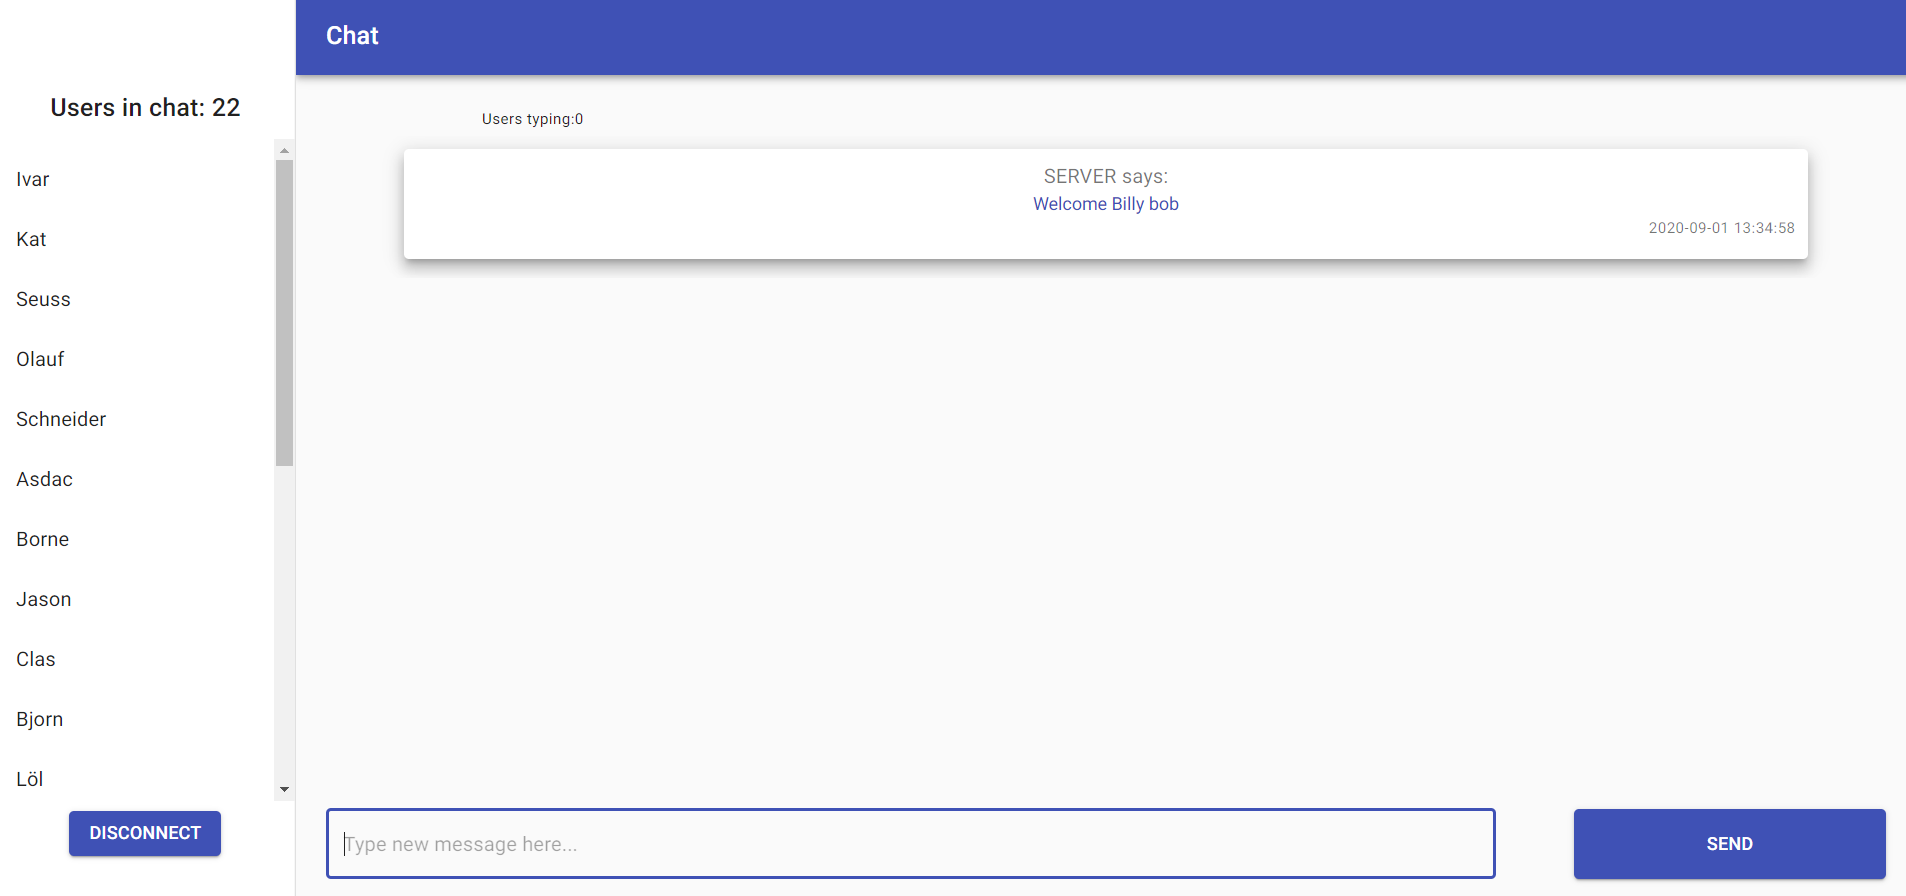 Chat
Users in chat: 22
Ivar
Kat
Seuss
Olauf
Schneider
Asdac
Borne
Jason
Clas
Bjorn
Löl
DISCONNECT
Users typing:0
SERVER says:
Welcome Billy bob
2020-09-01 13:34:58
Type new message here...
SEND